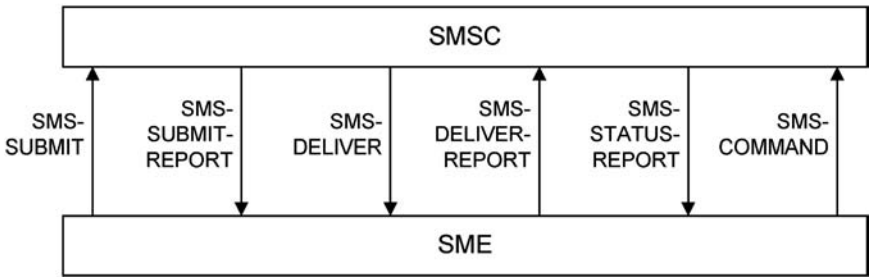 SMSC
SMS-
SUBMIT
SMS-
SUBMIT-
REPORT
SMS-
DELIVER
SMS-
DELIVER-
REPORT
SMS-
STATUS-
REPORT
SMS-
COMMAND
SME